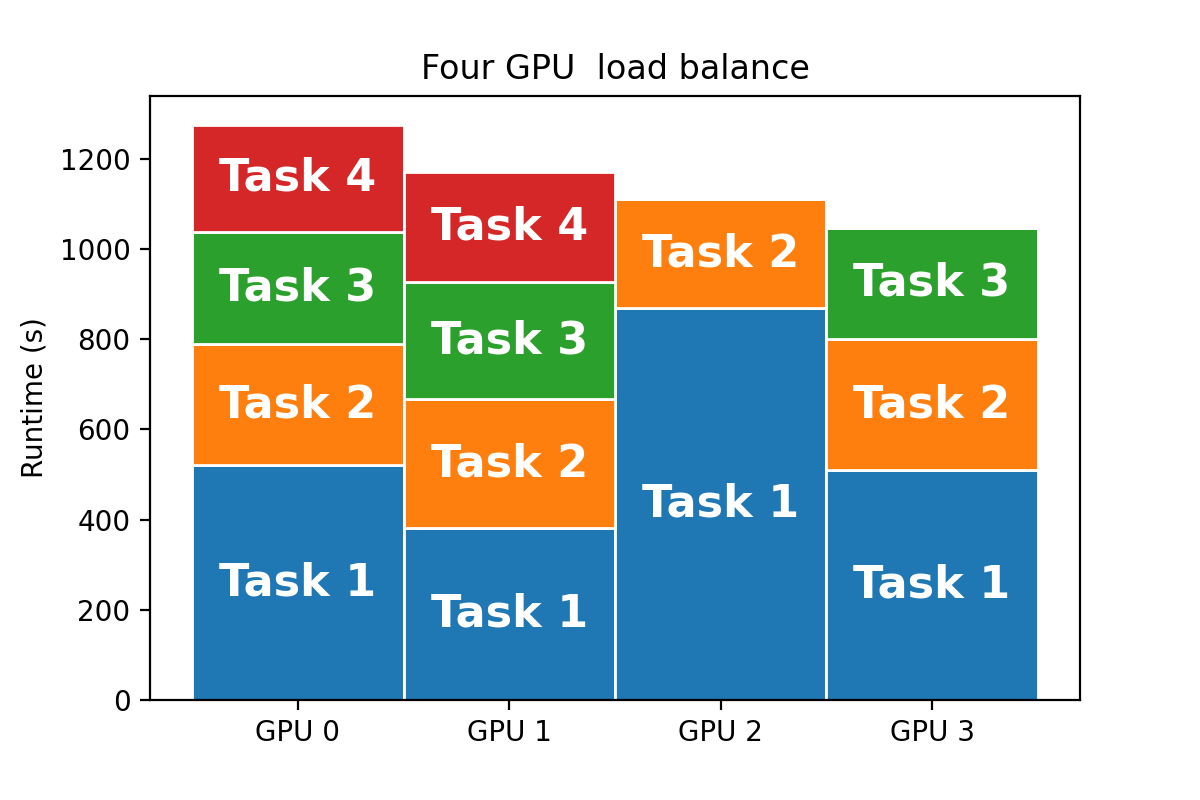 Four GPU  load balance
Runtime (s)
1200
1000
800
600
400
200
0
Task 4
Task 3
Task 2
Task 1
Task 4
Task 3
Task 2
Task 1
Task 2
Task 1
Task 3
Task 2
Task 1
GPU 0
GPU 1
GPU 2
GPU 3